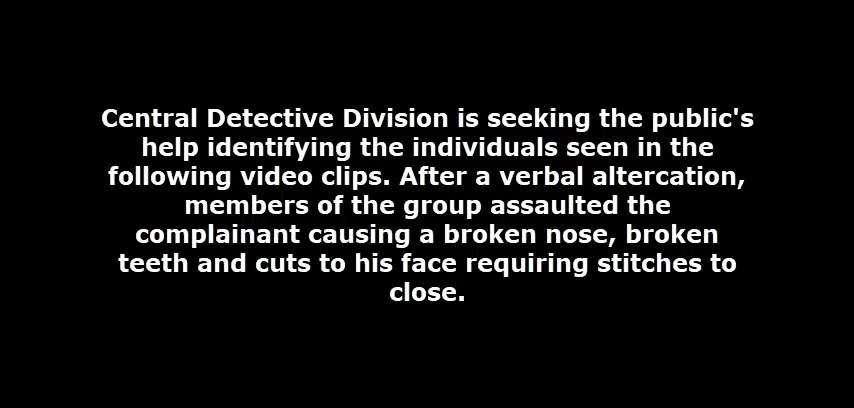 Central Detective Division is seeking the public's
help identifying the individuals seen in the
following video clips. After a verbal altercation,
members of the group assaulted the
complainant causing a broken nose, broken
teeth and cuts to his face requiring stitches to
close.